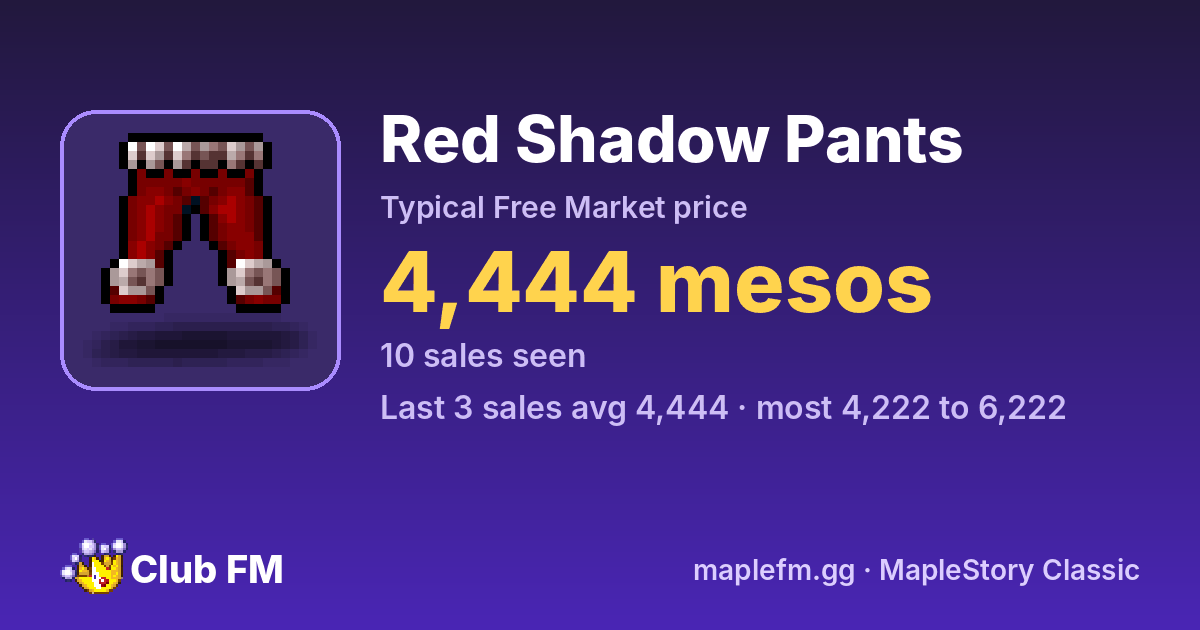 Red Shadow Pants
Typical Free Market price
4,444 mesos
10 sales seen
Last 3 sales avg 4,444 · most 4,222 to 6,222
Club FM
maplefm.gg · MapleStory Classic